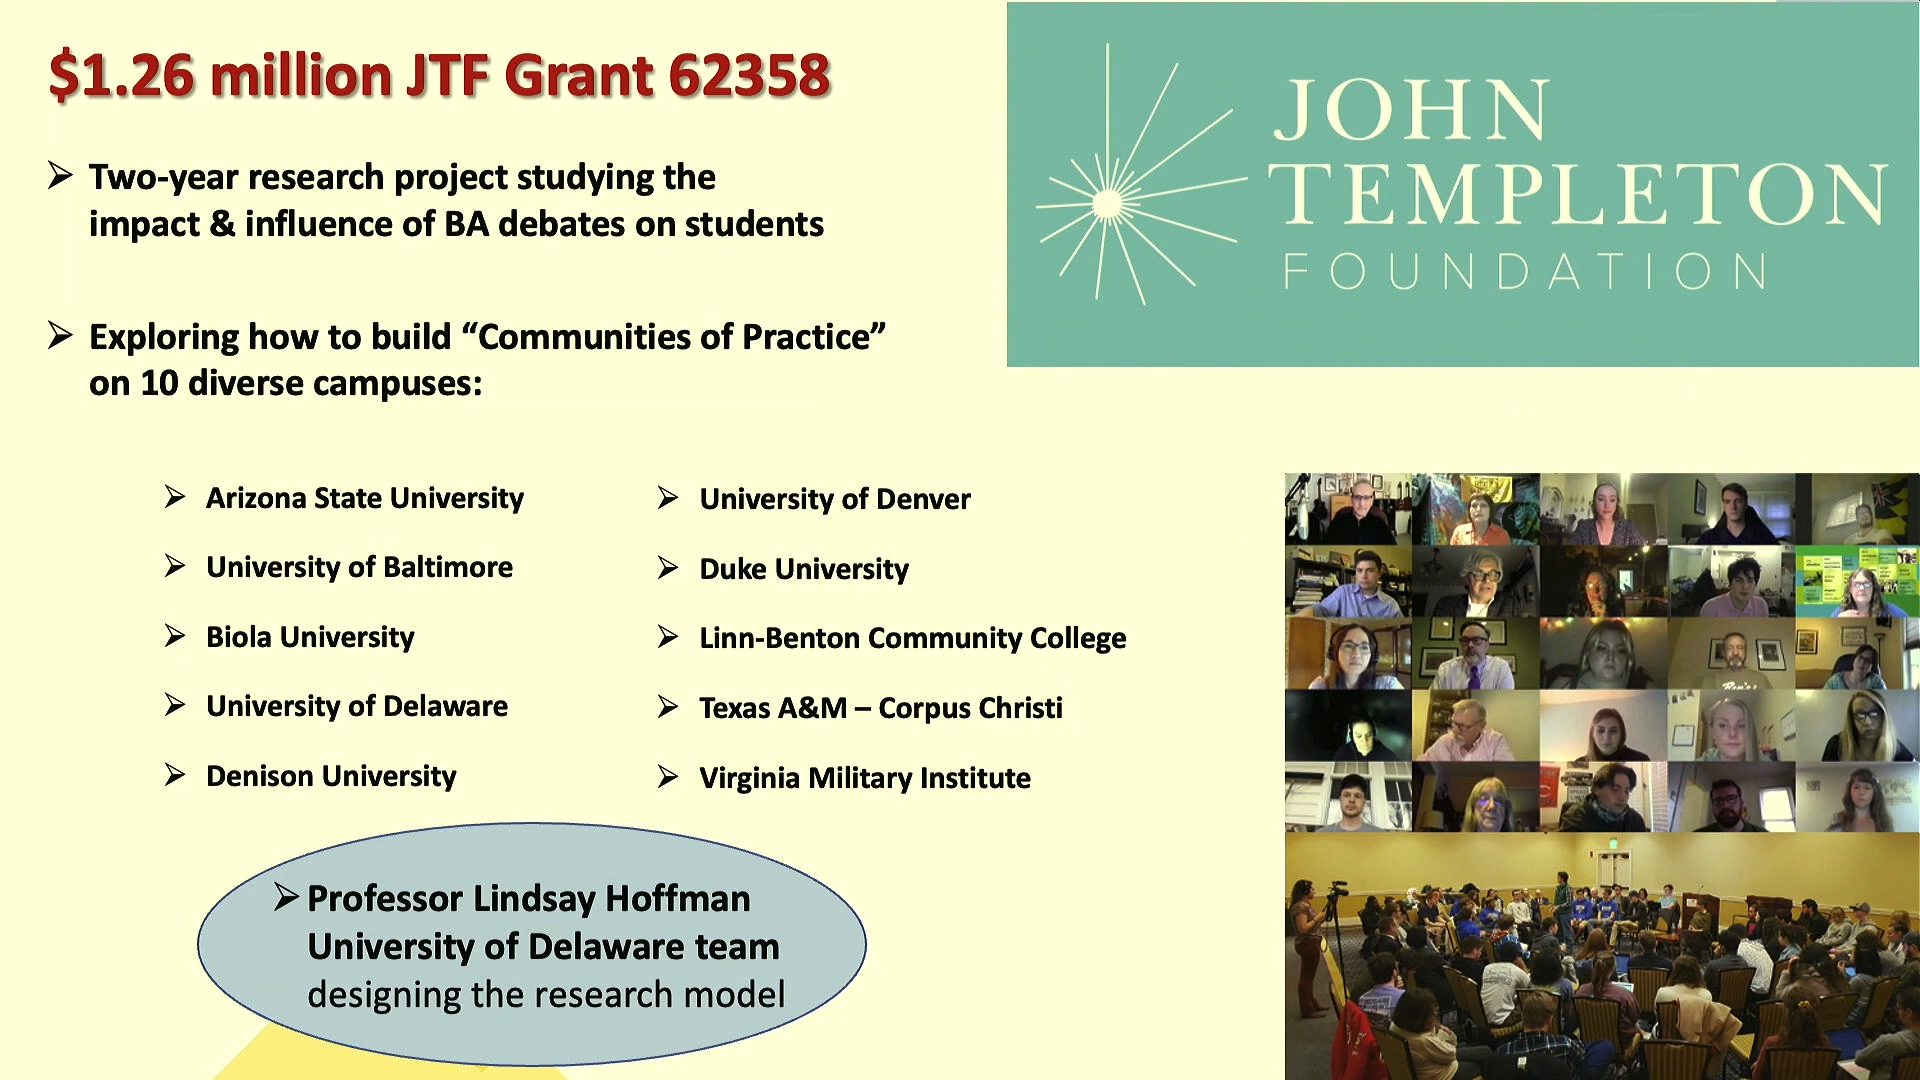 $1.26 million JTF Grant 62358
➢ Two-year research project studying the
impact & influence of BA debates on students
➢ Exploring how to build “Communities of Practice”
on 10 diverse campuses:
➢ Arizona State University
➢ University of Baltimore
➢ Biola University
➢ University of Delaware
➢ Denison University
➢ University of Denver
➢ Duke University
➢ Linn-Benton Community College
➢ Texas A&M – Corpus Christi
➢ Virginia Military Institute
➢ Professor Lindsay Hoffman
University of Delaware team
designing the research model
JOHN
TEMPLETON
FOUNDATION